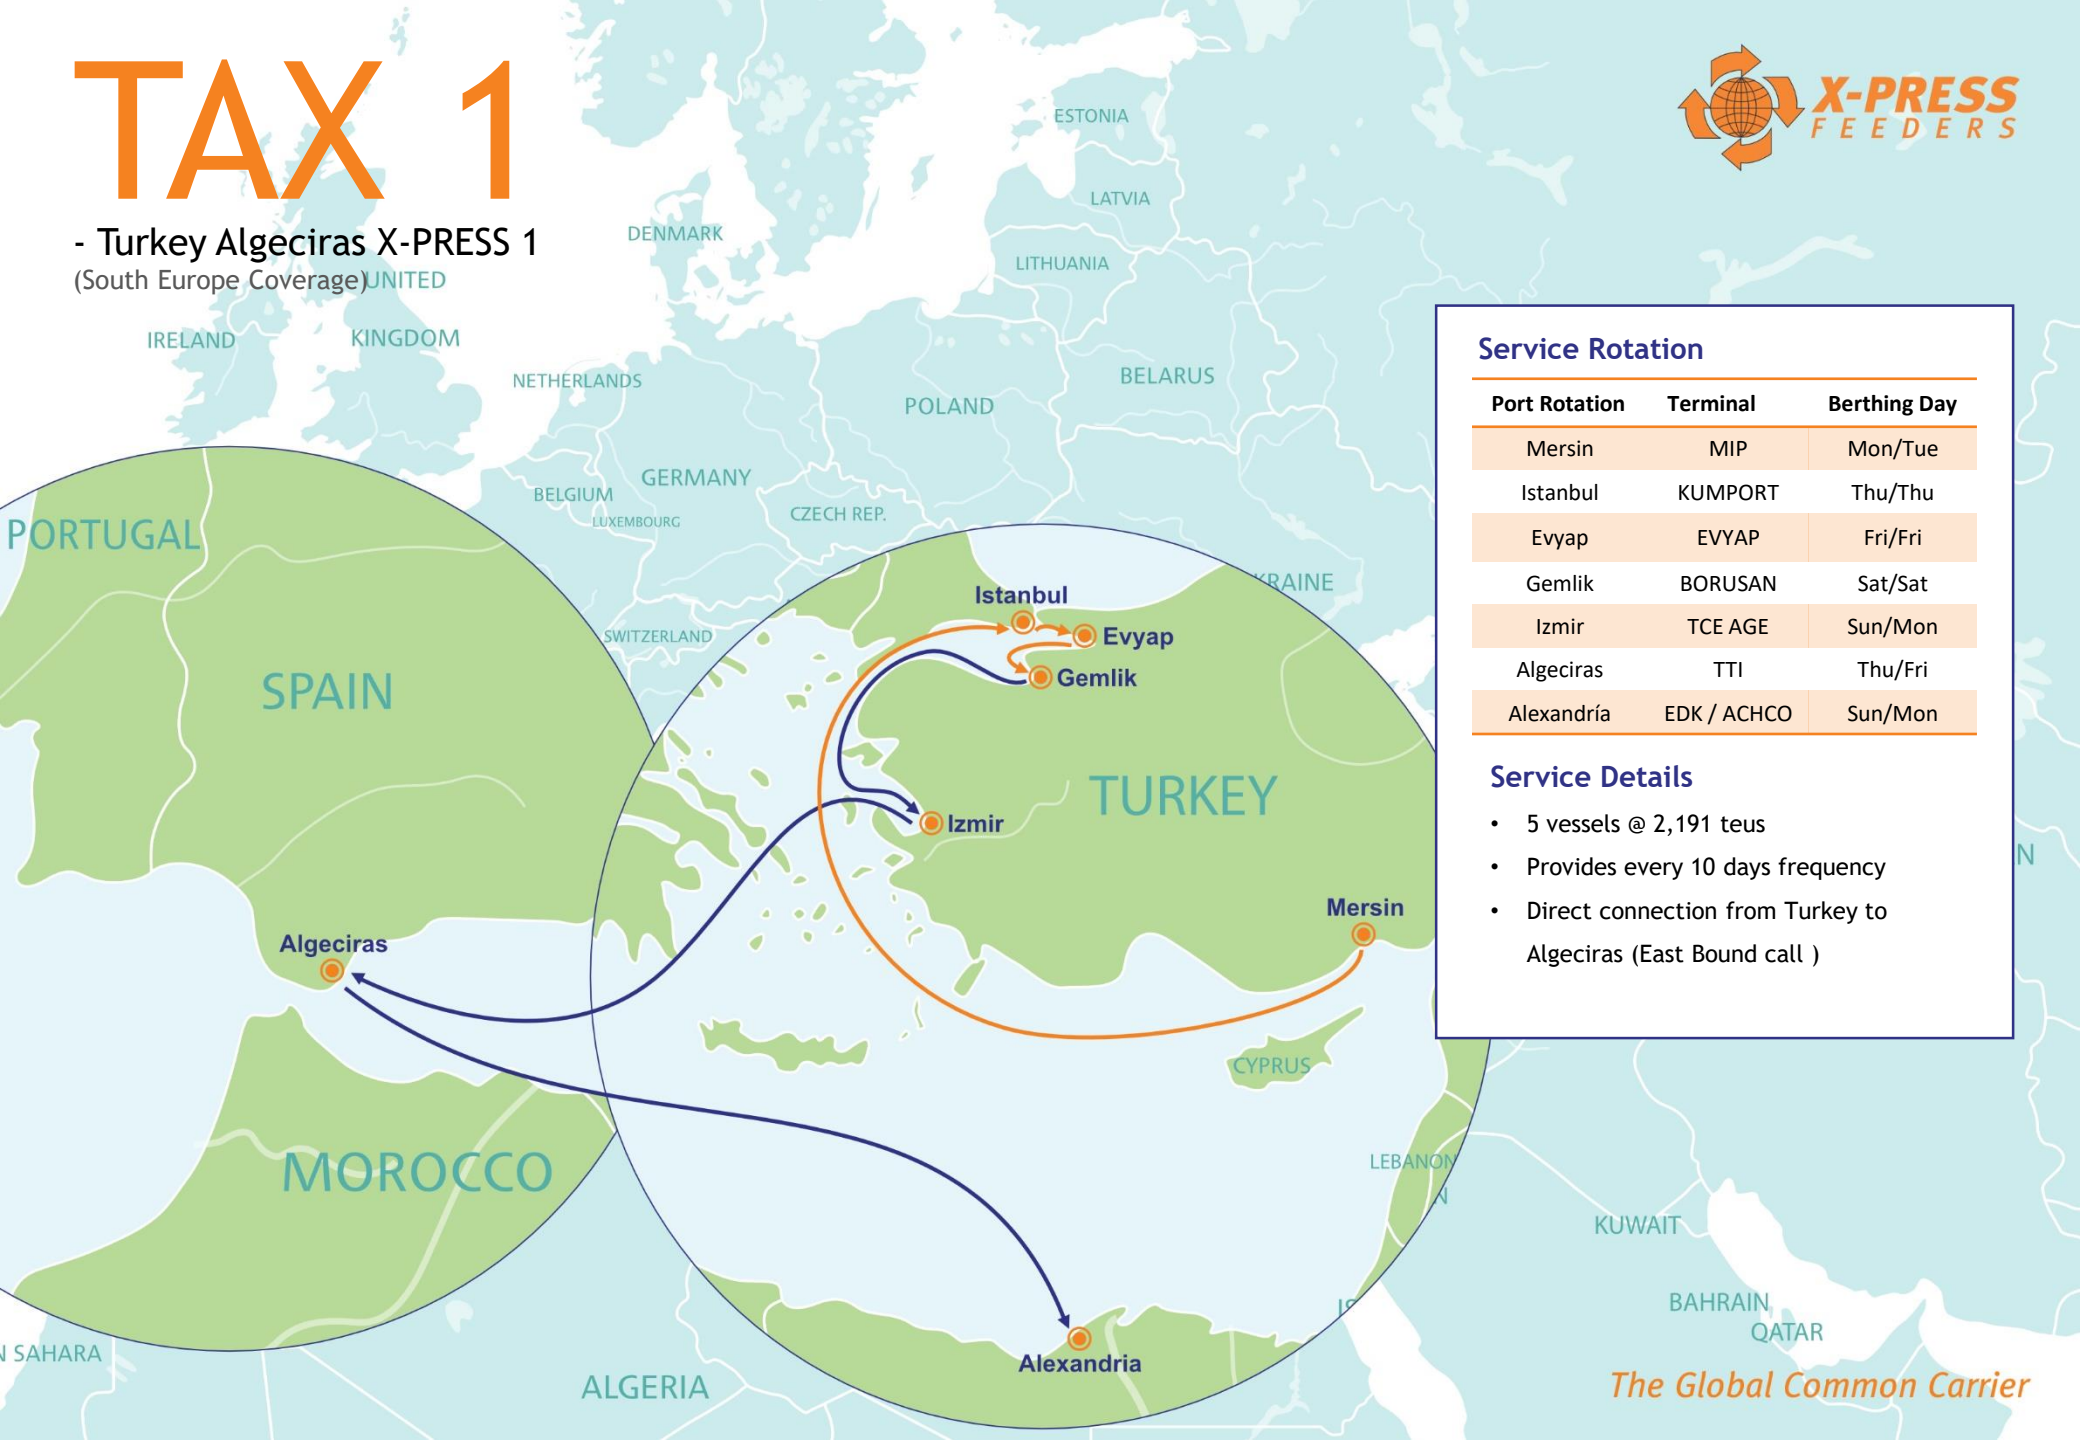 TAX 1
- Turkey Algeciras X-PRESS 1
(South Europe Coverage)
X-PRESS
FEEDERS
ESTONIA
LATVIA
DENMARK
LITHUANIA
UNITED
KINGDOM
IRELAND
NETHERLANDS
BELARUS
POLAND
GERMANY
BELGIUM
LUXEMBOURG
CZECH REP.
PORTUGAL
KRAINE
SWITZERLAND
Istanbul
Evyap
Gemlik
SPAIN
TURKEY
Izmir
Mersin
Algeciras
CYPRUS
MOROCCO
LEBANON
N
KUWAIT
BAHRAIN
QATAR
IS
N SAHARA
ALGERIA
Alexandria
N
Service Rotation
Port Rotation Terminal Berthing Day
Mersin MIP Mon/Tue
Istanbul KUMPORT Thu/Thu
Evyap EVYAP Fri/Fri
Gemlik BORUSAN Sat/Sat
Izmir TCE AGE Sun/Mon
Algeciras TTI Thu/Fri
Alexandría EDK / ACHCO Sun/Mon
Service Details
• 5 vessels @ 2,191 teus
• Provides every 10 days frequency
• Direct connection from Turkey to
Algeciras (East Bound call )
The Global Common Carrier